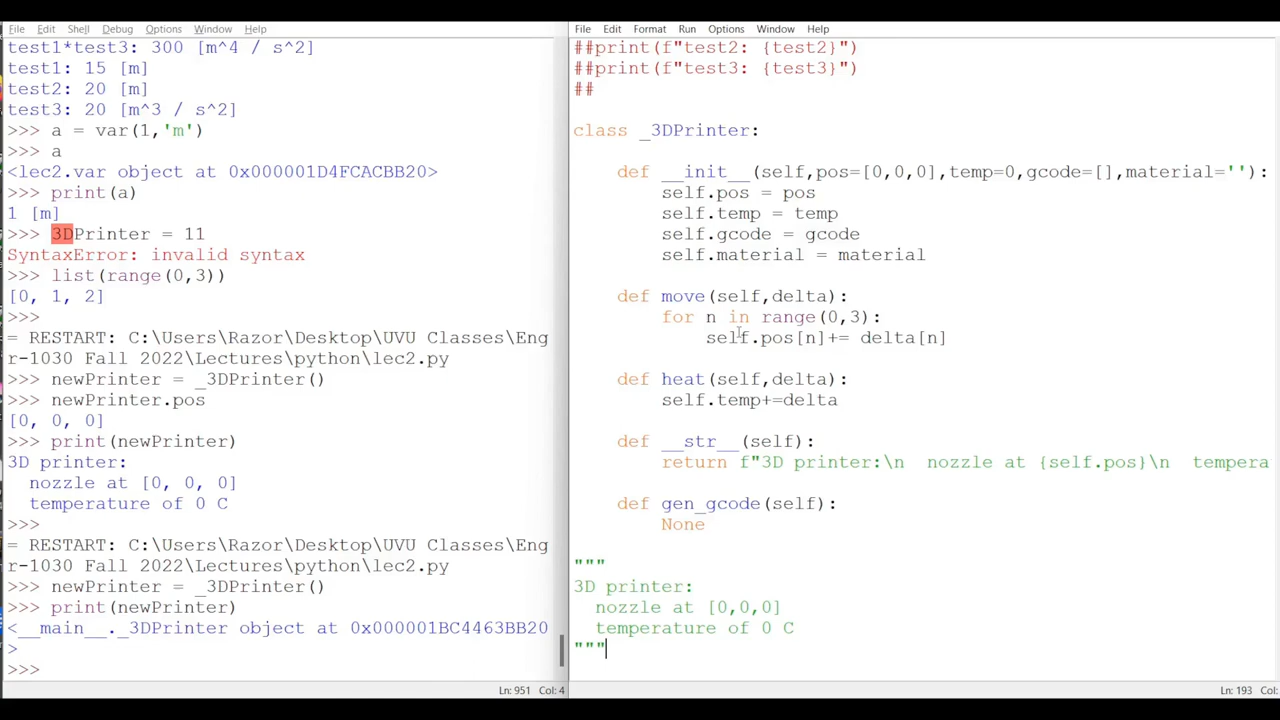 File Edit Shell Debug Options Window Help
test1*test3: 300 [m^4 / s^2]
test1: 15 [m]
test2: 20 [m]
test3: 20 [m^3 / s^2]
>>> a = var(1,'m')
>>> a
<lec2.var object at 0x000001D4FCACBB20>
>>> print(a)
1 [m]
>>> 3DPrinter = 11
SyntaxError: invalid syntax
>>> list(range(0,3))
[0, 1, 2]
>>>
= RESTART: C:\Users\Razor\Desktop\UVU Classes\Eng
r-1030 Fall 2022\Lectures\python\lec2.py
>>> newPrinter = _3DPrinter()
>>> newPrinter.pos
[0, 0, 0]
>>> print(newPrinter)
3D printer:
  nozzle at [0, 0, 0]
  temperature of 0 C
>>>
= RESTART: C:\Users\Razor\Desktop\UVU Classes\Eng
r-1030 Fall 2022\Lectures\python\lec2.py
>>> newPrinter = _3DPrinter()
>>> print(newPrinter)
<__main__._3DPrinter object at 0x000001BC4463BB20
>
>>>
Ln: 951 Col: 4
File Edit Format Run Options Window Help
##print(f"test2: {test2}")
##print(f"test3: {test3}")
##
class _3DPrinter:
    def __init__(self,pos=[0,0,0],temp=0,gcode=[],material=''):
        self.pos = pos
        self.temp = temp
        self.gcode = gcode
        self.material = material
    def move(self,delta):
        for n in range(0,3):
            self.pos[n]+= delta[n]
    def heat(self,delta):
        self.temp+=delta
    def __str__(self):
        return f"3D printer:\n  nozzle at {self.pos}\n  tempera
    def gen_gcode(self):
        None
"""
3D printer:
  nozzle at [0,0,0]
  temperature of 0 C
"""
Ln: 193 Col: